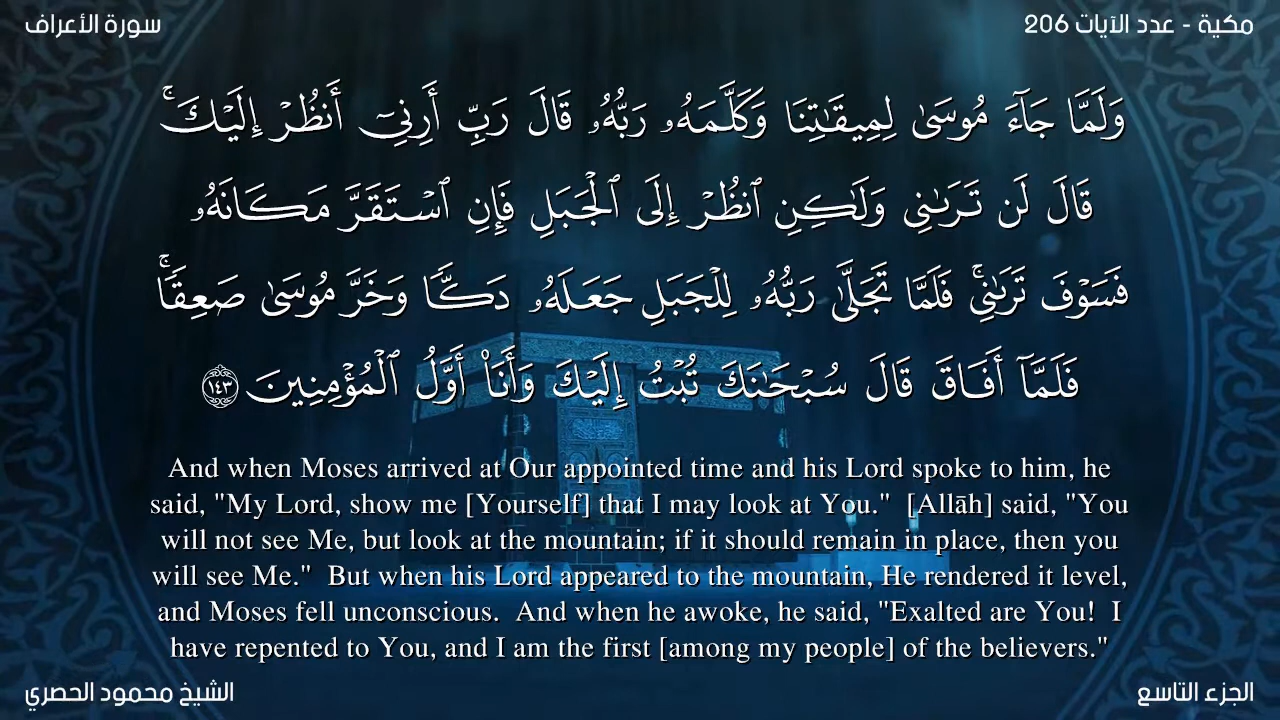 سورة الأعراف
مكية - عدد الآيات 206
وَلَمَّا جَآءَ مُوسَىٰ لِمِيقَـٰتِنَا وَكَلَّمَهُۥ رَبُّهُۥ قَالَ رَبِّ أَرِنِىٓ أَنظُرْ إِلَيْكَ ۚ
قَالَ لَن تَرَىٰنِى وَلَـٰكِنِ ٱنظُرْ إِلَى ٱلْجَبَلِ فَإِنِ ٱسْتَقَرَّ مَكَانَهُۥ
فَسَوْفَ تَرَىٰنِى ۚ فَلَمَّا تَجَلَّىٰ رَبُّهُۥ لِلْجَبَلِ جَعَلَهُۥ دَكًّا وَخَرَّ مُوسَىٰ صَعِقًا ۚ
فَلَمَّآ أَفَاقَ قَالَ سُبْحَـٰنَكَ تُبْتُ إِلَيْكَ وَأَنَا۠ أَوَّلُ ٱلْمُؤْمِنِينَ ١٤٣
And when Moses arrived at Our appointed time and his Lord spoke to him, he
said, "My Lord, show me [Yourself] that I may look at You."  [Allāh] said, "You
will not see Me, but look at the mountain; if it should remain in place, then you
will see Me."  But when his Lord appeared to the mountain, He rendered it level,
and Moses fell unconscious.  And when he awoke, he said, "Exalted are You!  I
have repented to You, and I am the first [among my people] of the believers."
الشيخ محمود الحصري
الجزء التاسع